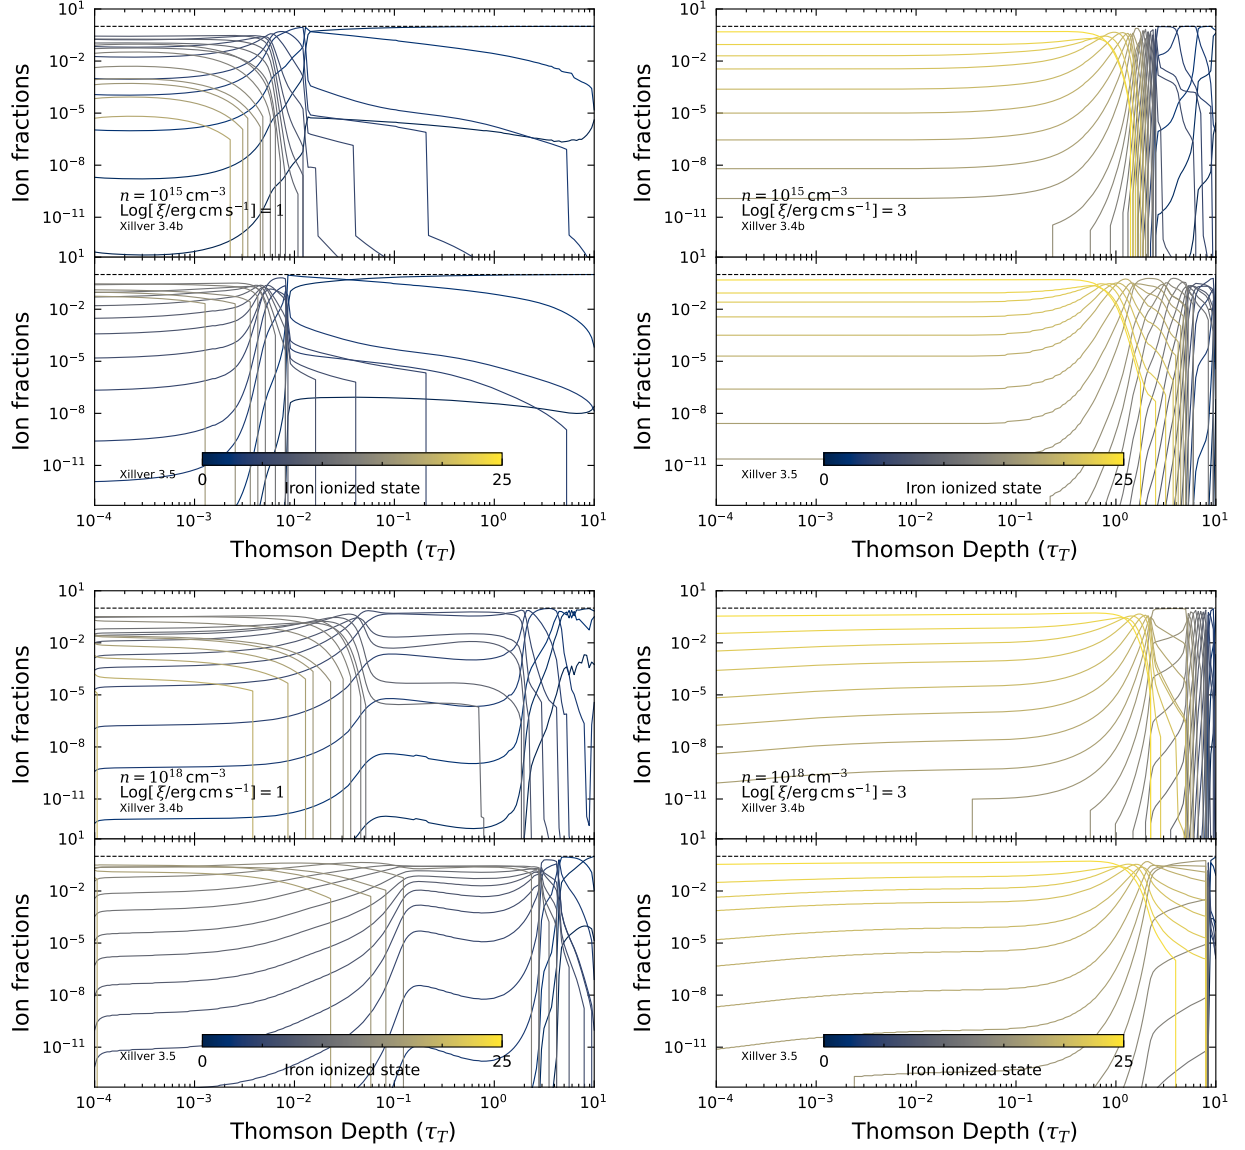 10^1
10^-2
10^-5
10^-8
10^-11
10^1
Ion fractions
n = 10^15 cm^-3
Log[ξ/erg cm s^-1] = 1
Xillver 3.4b
10^-2
10^-5
10^-8
10^-11
Ion fractions
Xillver 3.5
0
25
Iron ionized state
10^-4
10^-3
10^-2
10^-1
10^0
10^1
Thomson Depth (τ_T)
10^1
10^-2
10^-5
10^-8
10^-11
10^1
Ion fractions
n = 10^15 cm^-3
Log[ξ/erg cm s^-1] = 3
Xillver 3.4b
10^-2
10^-5
10^-8
10^-11
Ion fractions
Xillver 3.5
0
25
Iron ionized state
10^-4
10^-3
10^-2
10^-1
10^0
10^1
Thomson Depth (τ_T)
10^1
10^-2
10^-5
10^-8
10^-11
10^1
Ion fractions
n = 10^18 cm^-3
Log[ξ/erg cm s^-1] = 1
Xillver 3.4b
10^-2
10^-5
10^-8
10^-11
Ion fractions
Xillver 3.5
0
25
Iron ionized state
10^-4
10^-3
10^-2
10^-1
10^0
10^1
Thomson Depth (τ_T)
10^1
10^-2
10^-5
10^-8
10^-11
10^1
Ion fractions
n = 10^18 cm^-3
Log[ξ/erg cm s^-1] = 3
Xillver 3.4b
10^-2
10^-5
10^-8
10^-11
Ion fractions
Xillver 3.5
0
25
Iron ionized state
10^-4
10^-3
10^-2
10^-1
10^0
10^1
Thomson Depth (τ_T)